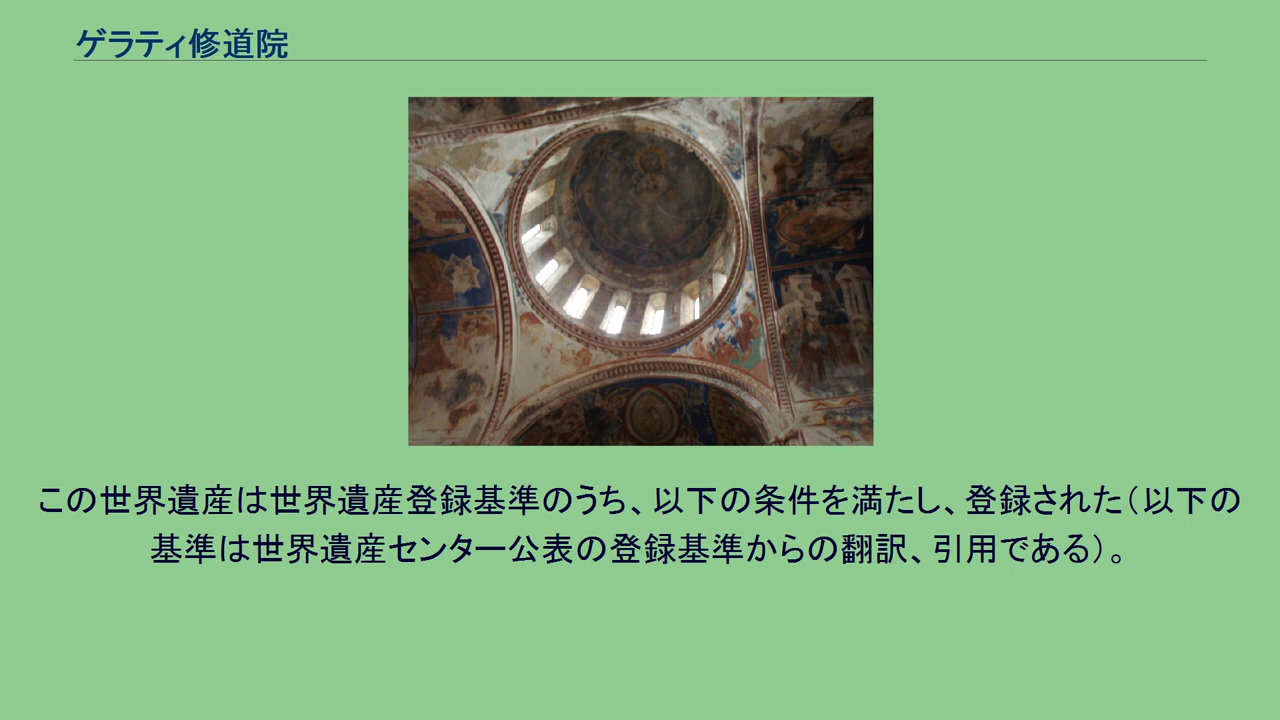 ゲラティ修道院
この世界遺産は世界遺産登録基準のうち、以下の条件を満たし、登録された（以下の
基準は世界遺産センター公表の登録基準からの翻訳、引用である）。